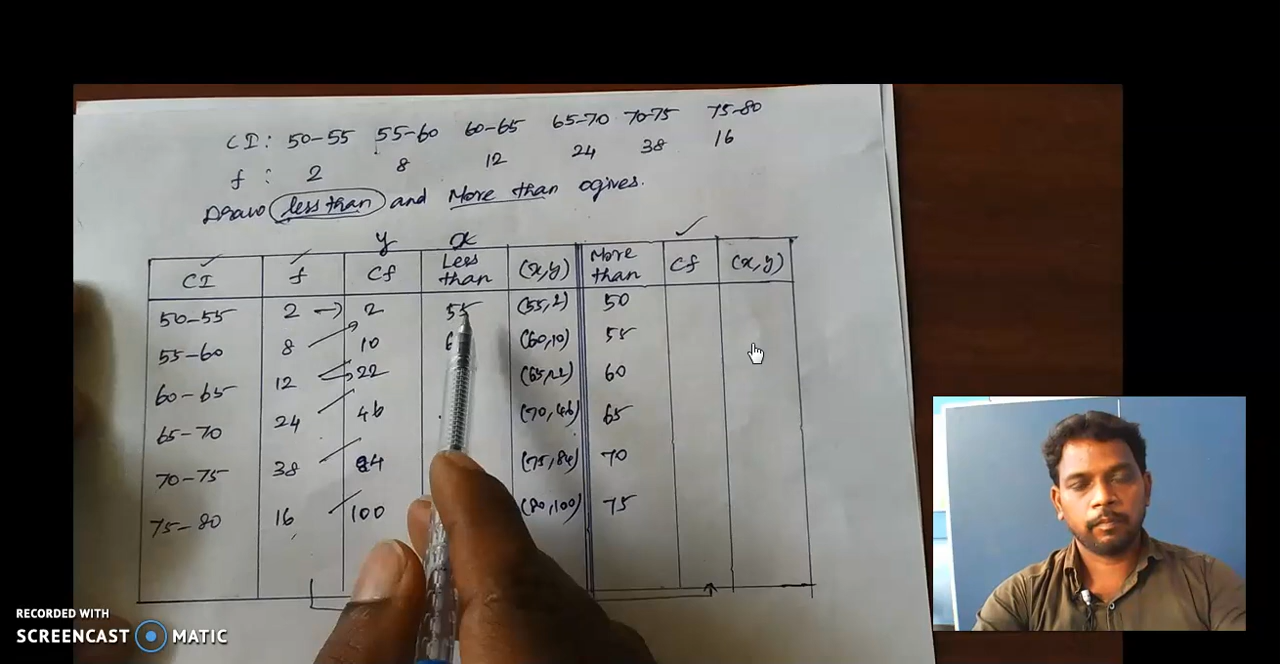 CI: 50-55 55-60 60-65 65-70 70-75 75-80
f : 2 8 12 24 38 16
Draw less than and More than ogives.
y x
CI f Cf Less than (x,y) More than Cf (x,y)
50-55 2 → 2 55 (55,2) 50
55-60 8 10 (60,10) 55
60-65 12 22 (65,22) 60
65-70 24 46 (70,46) 65
70-75 38 84 (75,84) 70
75-80 16 100 (80,100) 75
RECORDED WITH
SCREENCAST MATIC